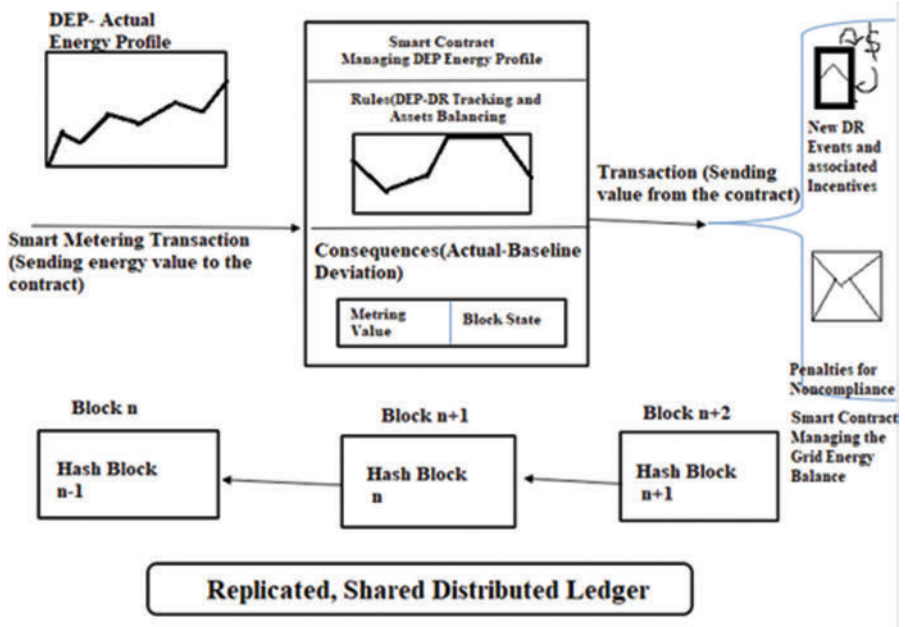 DEP- Actual
Energy Profile
Smart Contract
Managing DEP Energy Profile
Rules(DEP-DR Tracking and
Assets Balancing
Consequences(Actual-Baseline
Deviation)
Metring
Value
Block State
Smart Metering Transaction
(Sending energy value to the
contract)
Transaction (Sending
value from the contract)
$
New DR
Events and
associated
Incentives
Penalties for
Noncompliance
Smart Contract
Managing the
Grid Energy
Balance
Block n
Hash Block
n-1
Block n+1
Hash Block
n
Block n+2
Hash Block
n+1
Replicated, Shared Distributed Ledger